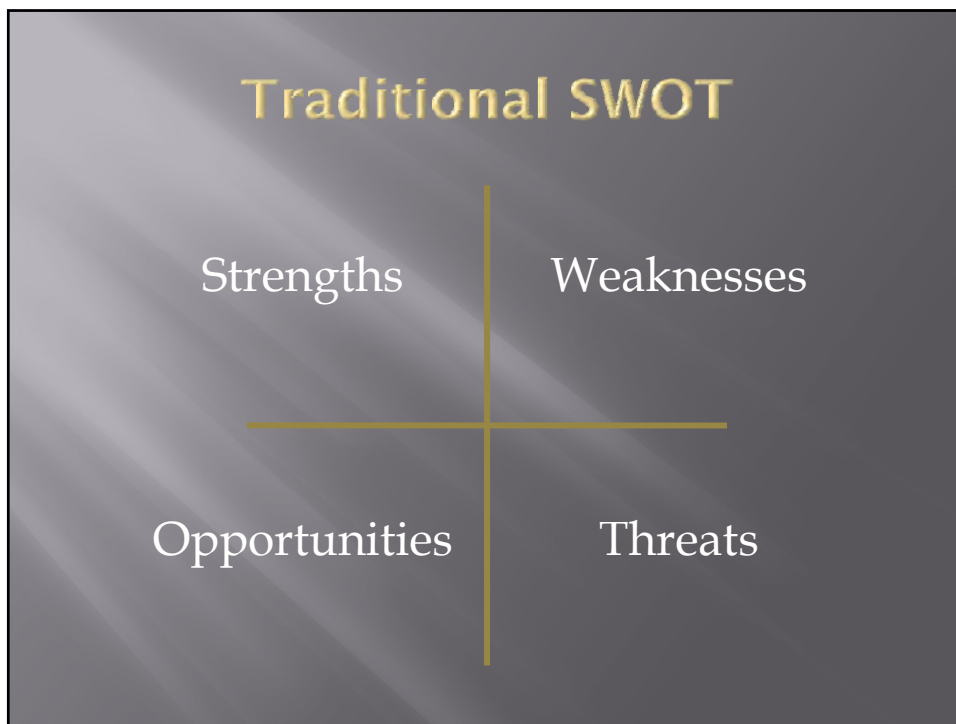 Traditional SWOT
Strengths
Weaknesses
Opportunities
Threats